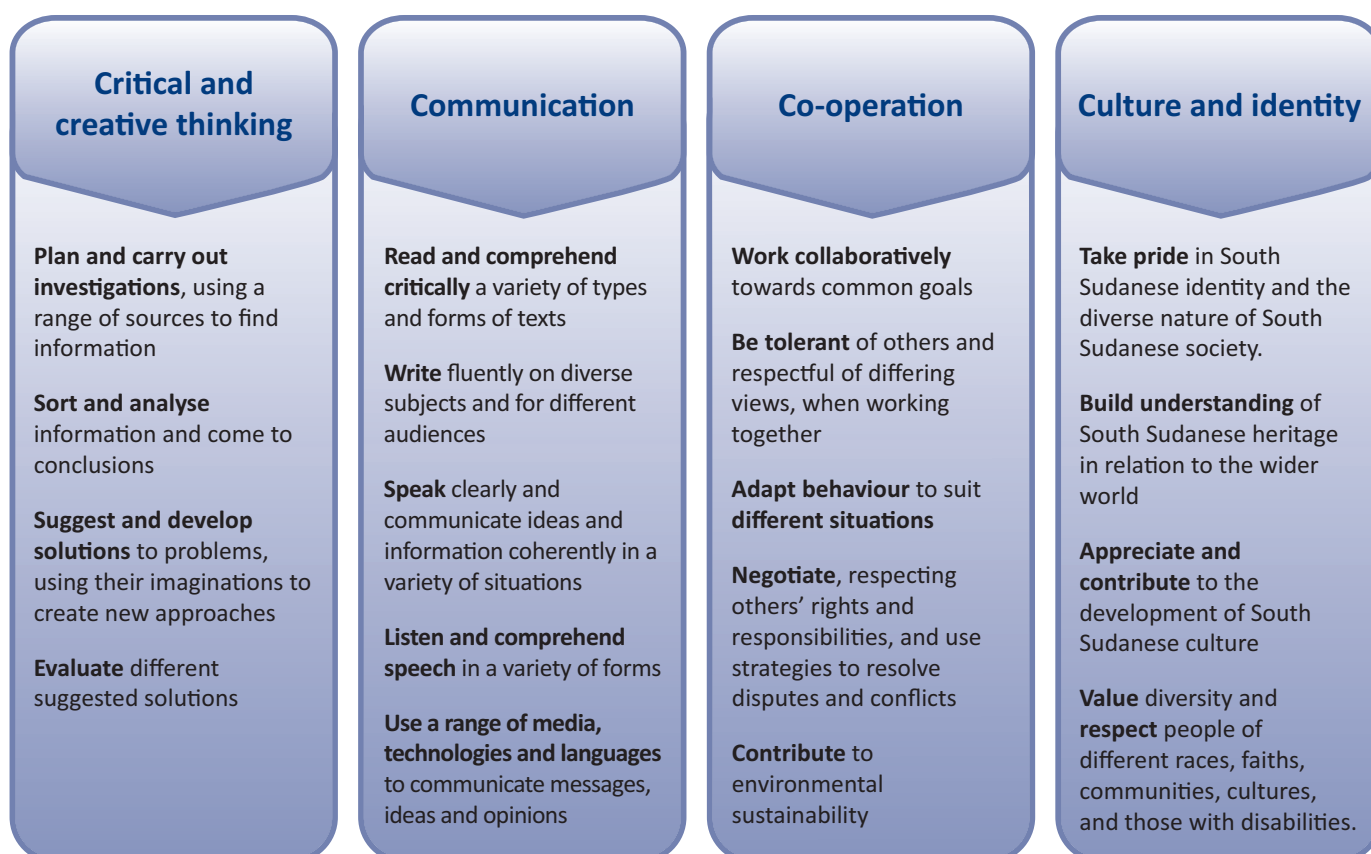 Critical and
creative thinking
Plan and carry out
investigations, using a
range of sources to find
information
Sort and analyse
information and come to
conclusions
Suggest and develop
solutions to problems,
using their imaginations to
create new approaches
Evaluate different
suggested solutions
Communication
Read and comprehend
critically a variety of types
and forms of texts
Write fluently on diverse
subjects and for different
audiences
Speak clearly and
communicate ideas and
information coherently in a
variety of situations
Listen and comprehend
speech in a variety of forms
Use a range of media,
technologies and languages
to communicate messages,
ideas and opinions
Co-operation
Work collaboratively
towards common goals
Be tolerant of others and
respectful of differing
views, when working
together
Adapt behaviour to suit
different situations
Negotiate, respecting
others’ rights and
responsibilities, and use
strategies to resolve
disputes and conflicts
Contribute to
environmental
sustainability
Culture and identity
Take pride in South
Sudanese identity and the
diverse nature of South
Sudanese society.
Build understanding of
South Sudanese heritage
in relation to the wider
world
Appreciate and
contribute to the
development of South
Sudanese culture
Value diversity and
respect people of
different races, faiths,
communities, cultures,
and those with disabilities.